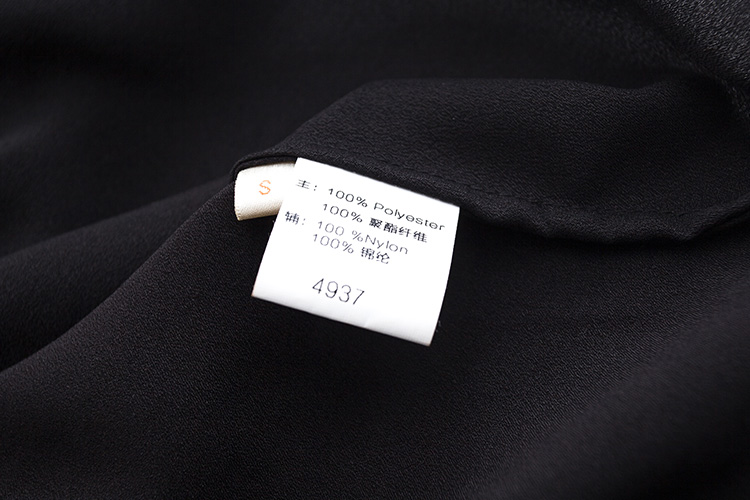 S
主: 100% Polyester
100% 聚酯纤维
辅: 100 %Nylon
100% 锦纶
4937